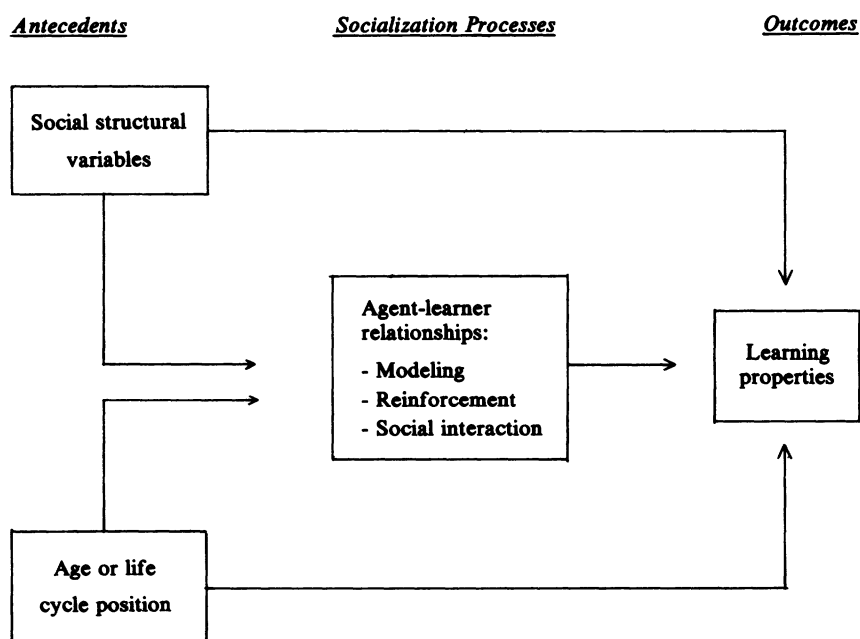 Antecedents
Socialization Processes
Outcomes
Social structural
variables
Agent-learner
relationships:
- Modeling
- Reinforcement
- Social interaction
Learning
properties
Age or life
cycle position